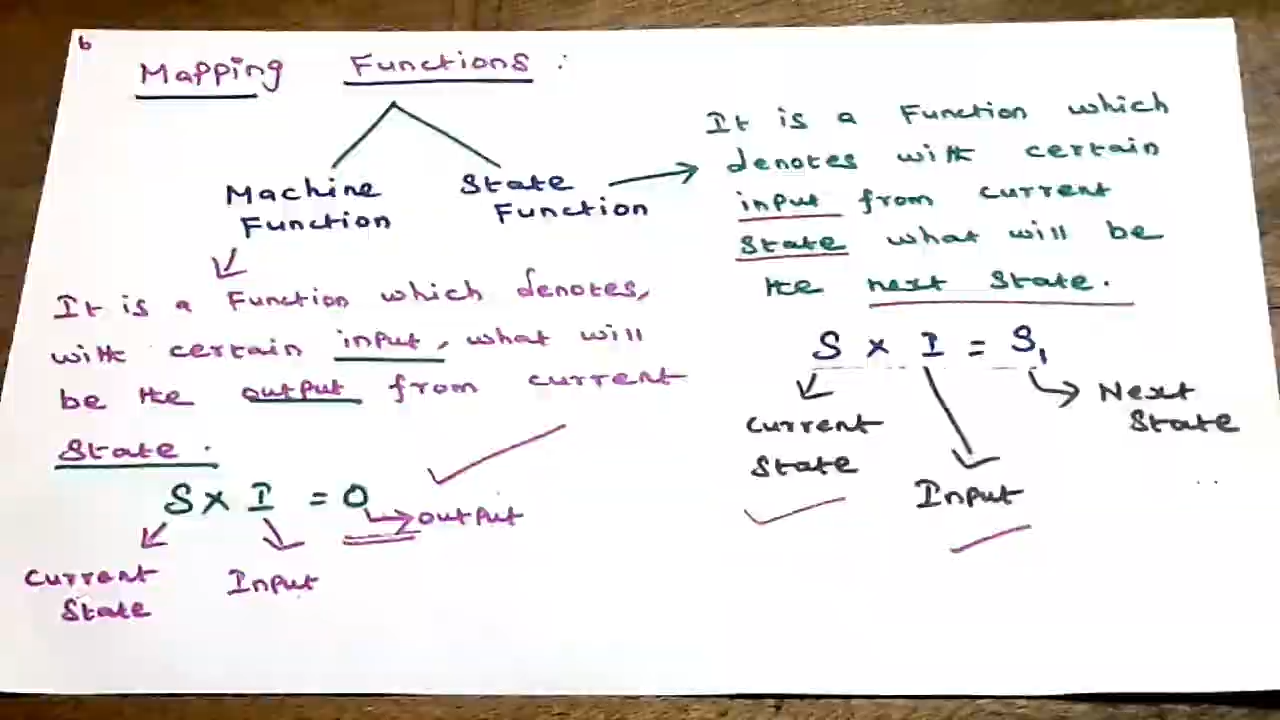 6
Mapping Functions :
Machine Function
State Function
It is a Function which denotes, with certain input, what will be the output from current State.
S × I = O
output
Current State
Input
It is a Function which
denotes with certain
input from current
State what will be
the next State.
S × I = S₁
Next State
Current State
Input